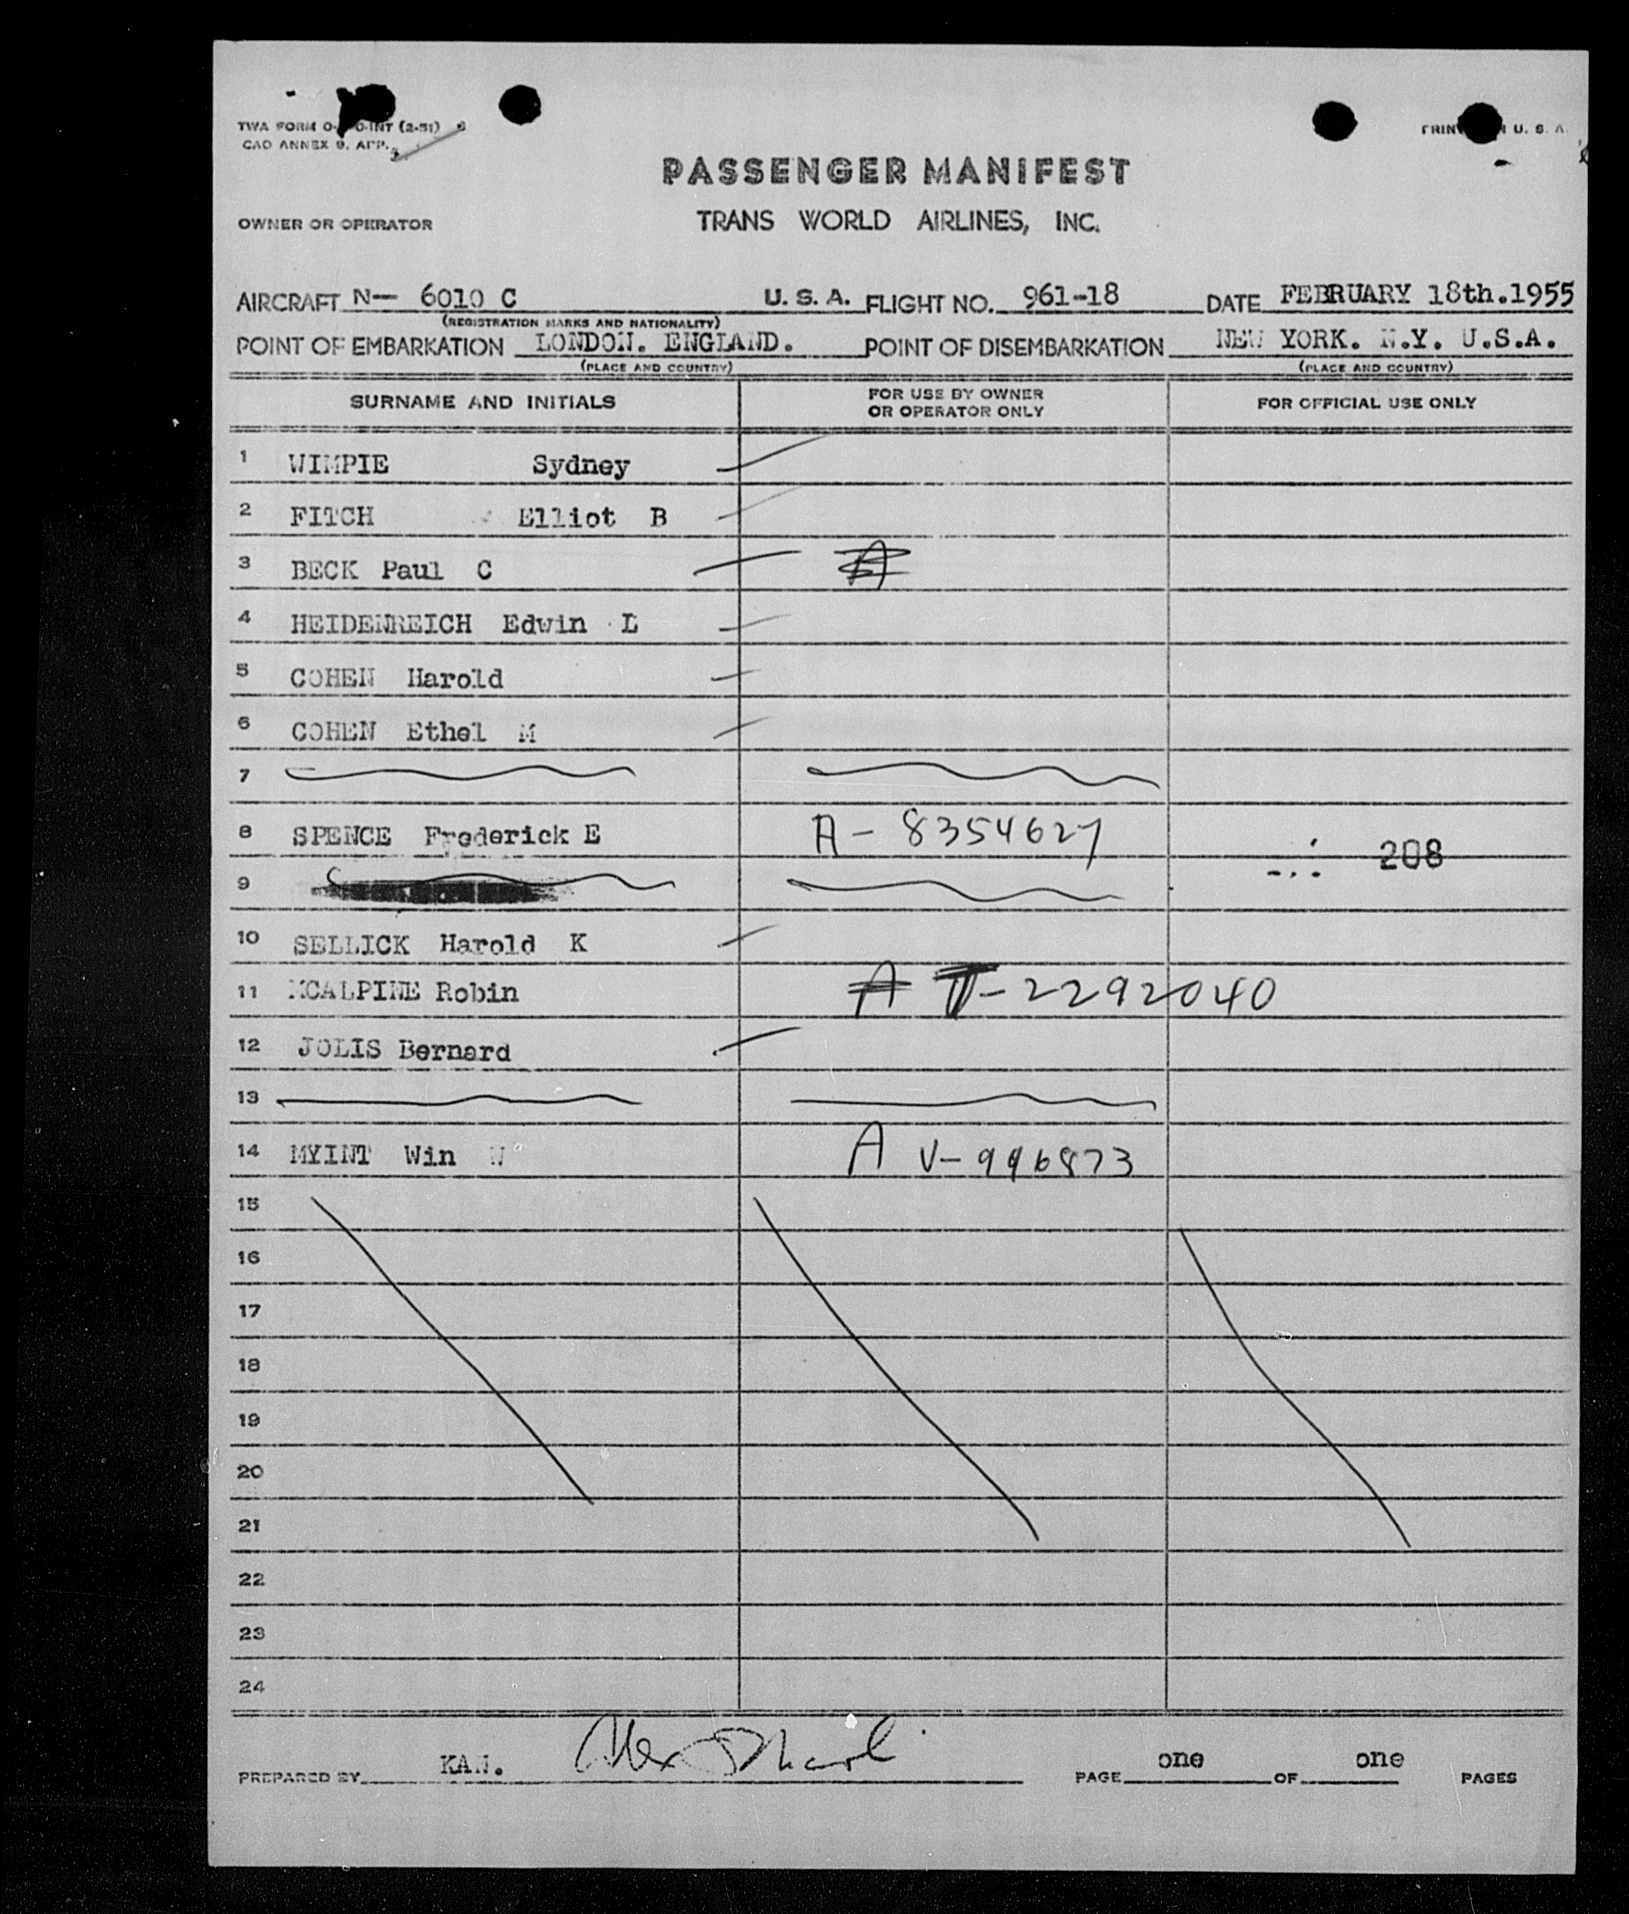 TWA FORM O- O-INT (2-51)
CAO ANNEX 9. APP.
PRIN U. S. A.
PASSENGER MANIFEST
OWNER OR OPERATOR TRANS WORLD AIRLINES, INC.
AIRCRAFT N- 6010 C U. S. A. FLIGHT NO. 961-18 DATE FEBRUARY 18th.1955
(REGISTRATION MARKS AND NATIONALITY)
POINT OF EMBARKATION LONDON. ENGLAND. POINT OF DISEMBARKATION NEW YORK. N.Y. U.S.A.
(PLACE AND COUNTRY) (PLACE AND COUNTRY)
SURNAME AND INITIALS FOR USE BY OWNER OR OPERATOR ONLY FOR OFFICIAL USE ONLY
1 WIMPIE Sydney
2 FITCH Elliot B
3 BECK Paul C A
4 HEIDENREICH Edwin L
5 COHEN Harold
6 COHEN Ethel M
7
8 SPENCE Frederick E A - 8354627 208
9
10 SELLICK Harold K
11 MCALPINE Robin A T-2292040
12 JOLIS Bernard
13
14 MYINT Win W A V-996873
15
16
17
18
19
20
21
22
23
24
PREPARED BY KAN. PAGE one OF one PAGES